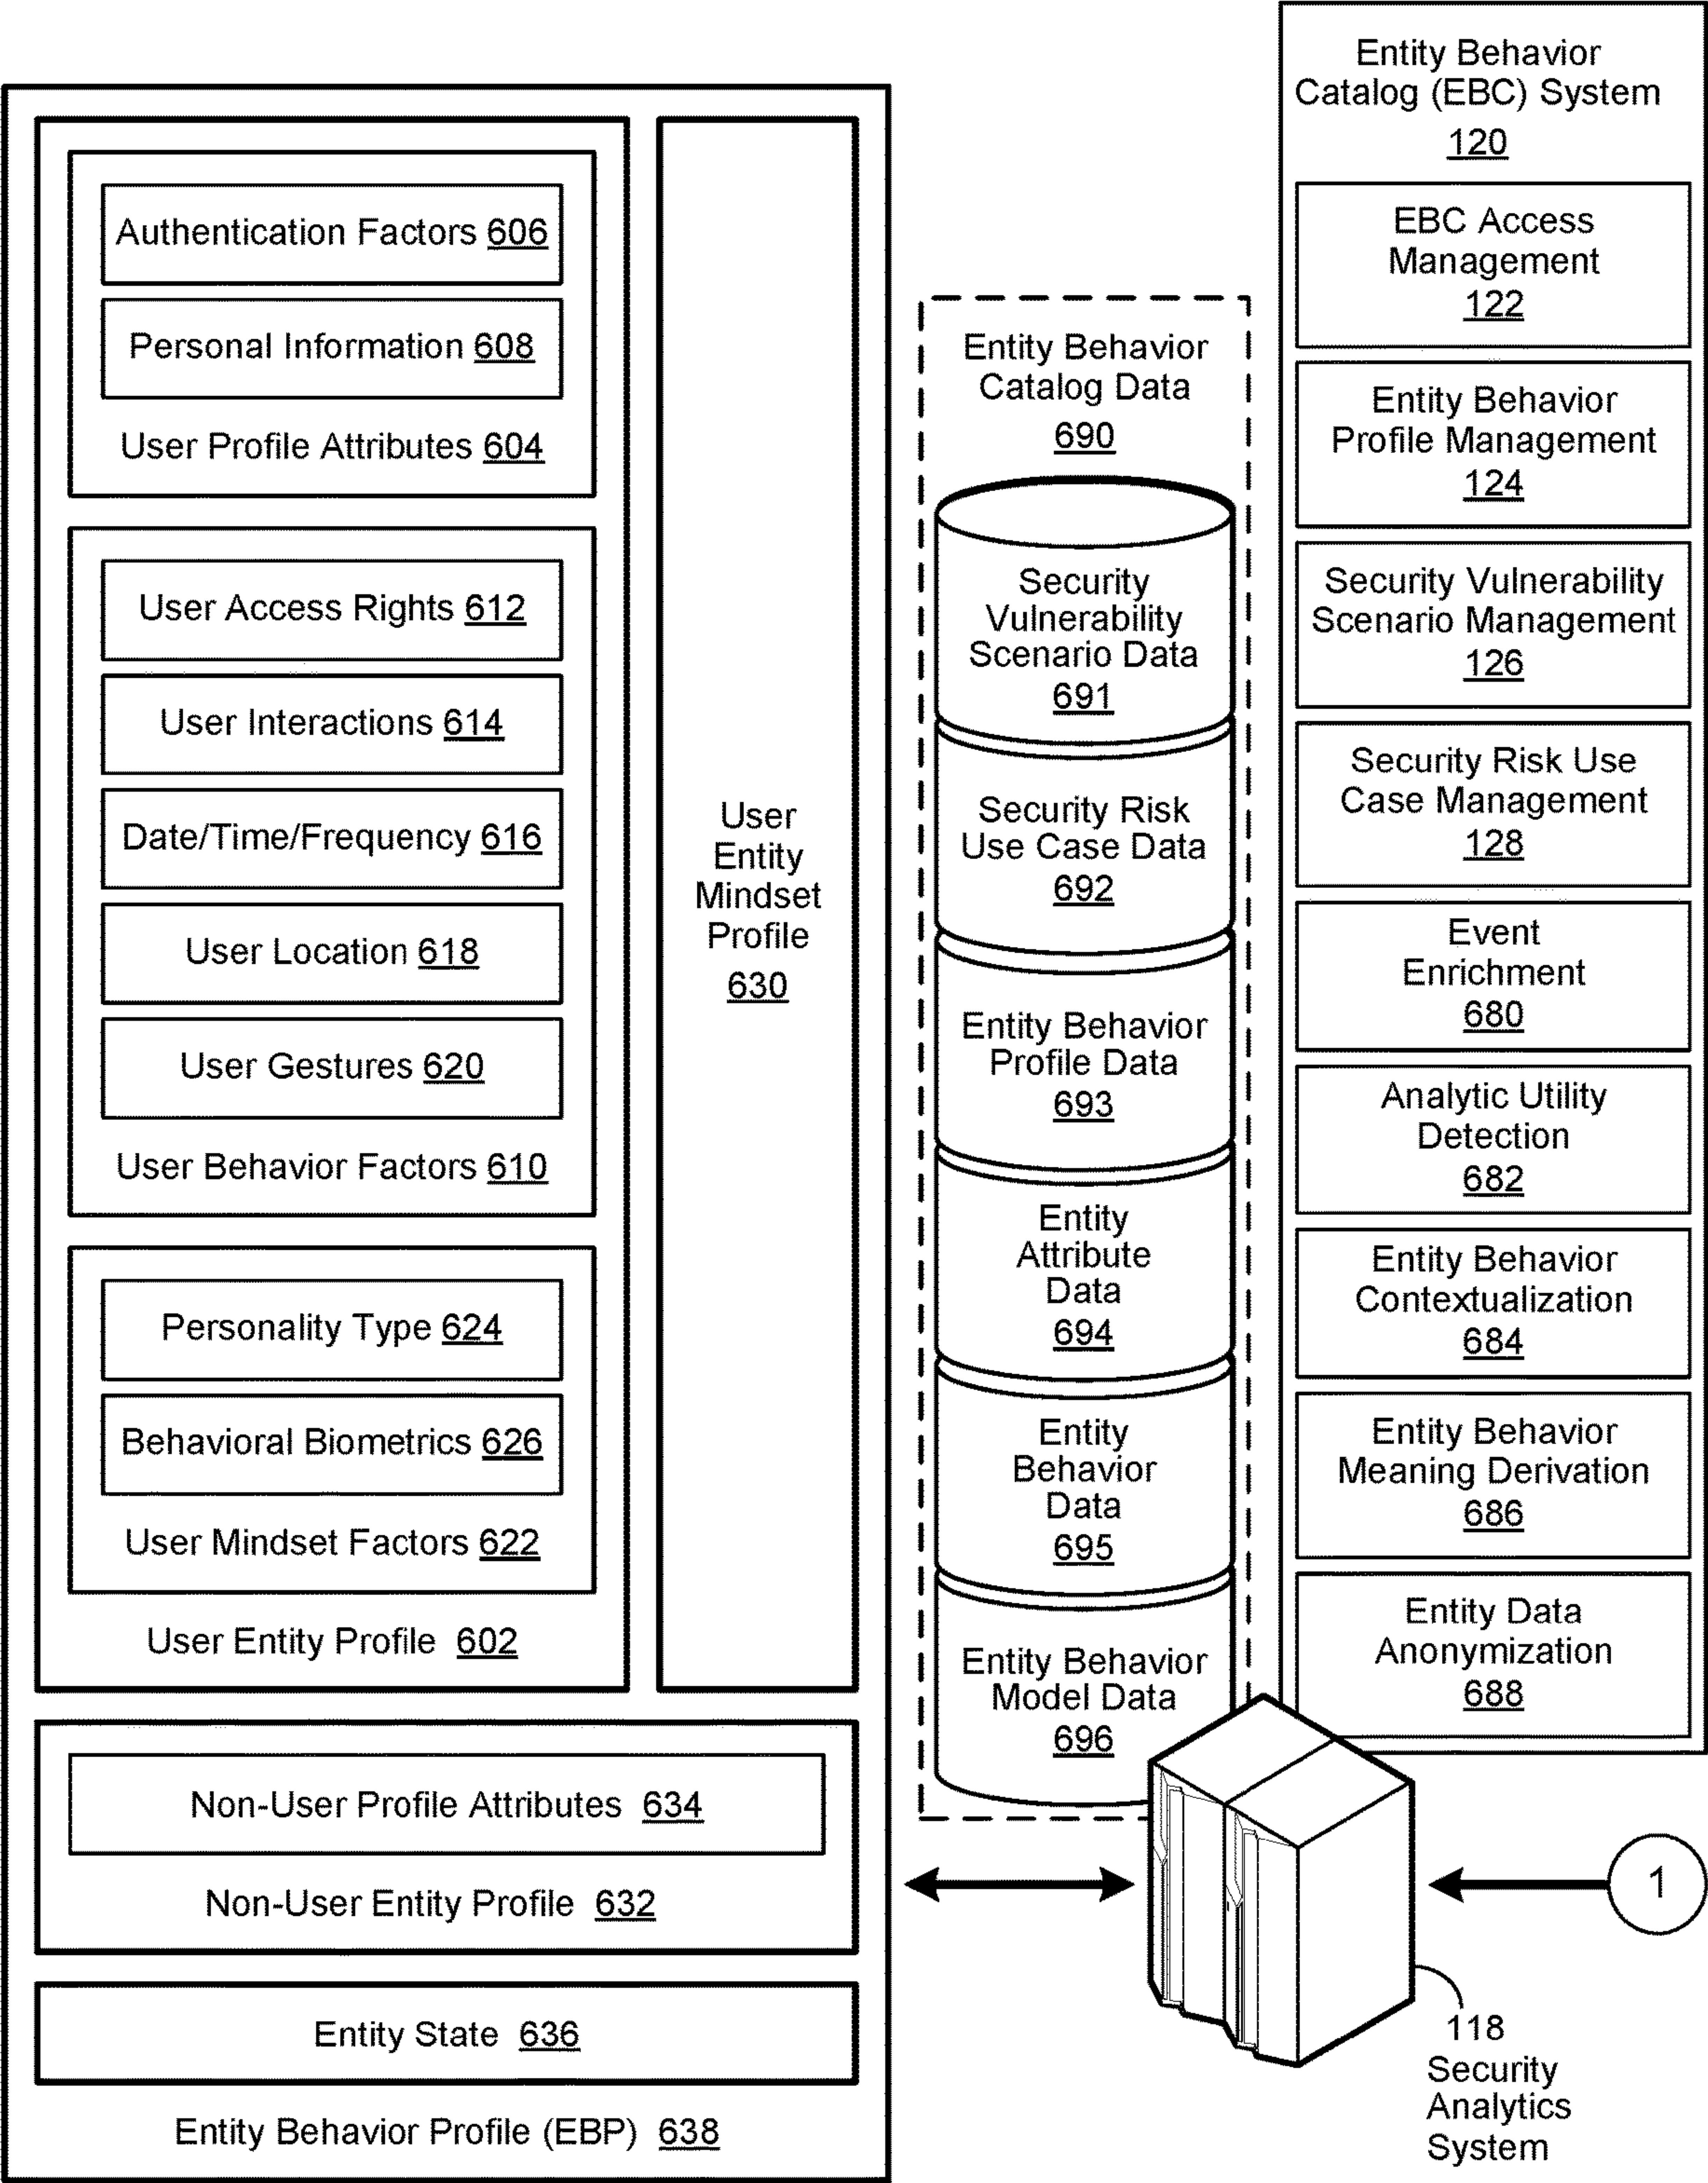 Authentication Factors 606
Personal Information 608
User Profile Attributes 604
User Access Rights 612
User Interactions 614
Date/Time/Frequency 616
User Location 618
User Gestures 620
User Behavior Factors 610
Personality Type 624
Behavioral Biometrics 626
User Mindset Factors 622
User Entity Profile 602
User
Entity
Mindset
Profile
630
Non-User Profile Attributes 634
Non-User Entity Profile 632
Entity State 636
Entity Behavior Profile (EBP) 638
Entity Behavior
Catalog Data
690
Security
Vulnerability
Scenario Data
691
Security Risk
Use Case Data
692
Entity Behavior
Profile Data
693
Entity
Attribute
Data
694
Entity
Behavior
Data
695
Entity Behavior
Model Data
696
Entity Behavior
Catalog (EBC) System
120
EBC Access
Management
122
Entity Behavior
Profile Management
124
Security Vulnerability
Scenario Management
126
Security Risk Use
Case Management
128
Event
Enrichment
680
Analytic Utility
Detection
682
Entity Behavior
Contextualization
684
Entity Behavior
Meaning Derivation
686
Entity Data
Anonymization
688
1
118
Security
Analytics
System